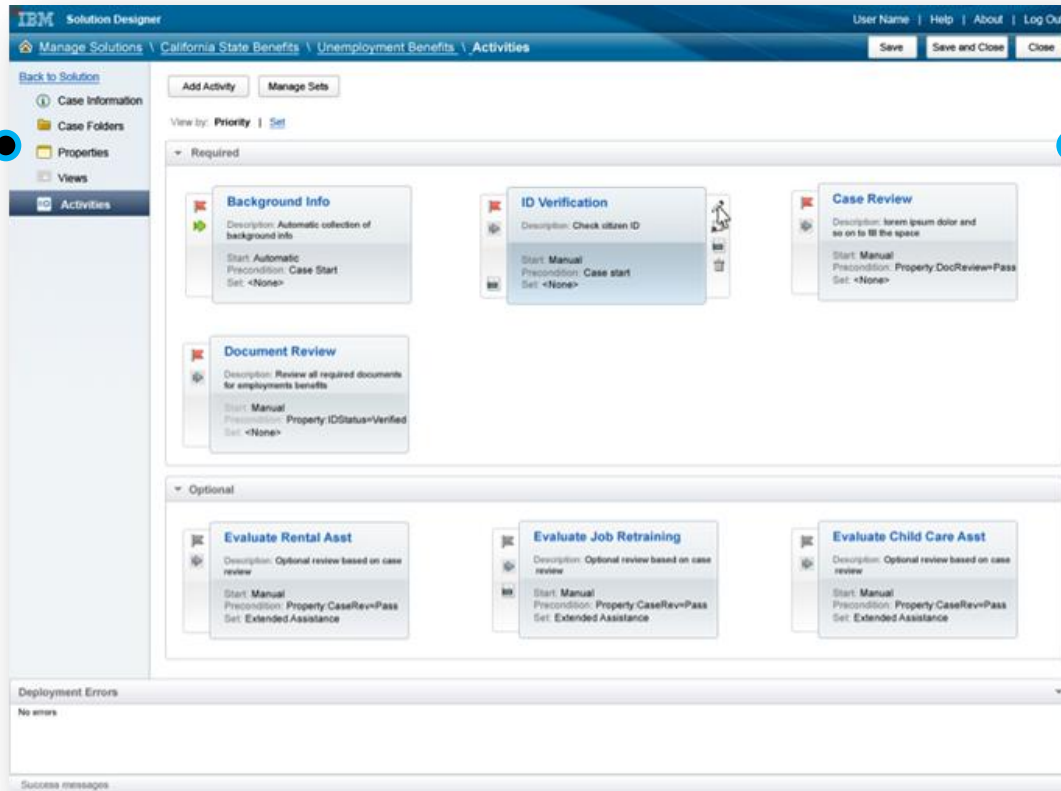 IBM Solution Designer
User Name | Help | About | Log Out
Manage Solutions \ California State Benefits \ Unemployment Benefits \ Activities
Save
Save and Close
Close
Back to Solution
Case Information
Case Folders
Properties
Views
Activities
Add Activity
Manage Sets
View by: Priority | Set
Required
Background Info
Description: Automatic collection of
background info
Start: Automatic
Precondition: Case Start
Set: <None>
ID Verification
Description: Check citizen ID
Start: Manual
Precondition: Case start
Set: <None>
Case Review
Description: lorem ipsum dolor and
so on to fill the space
Start: Manual
Precondition: Property:DocReview=Pass
Set: <None>
Document Review
Description: Review all required documents
for employments benefits
Start: Manual
Precondition: Property:IDStatus=Verified
Set: <None>
Optional
Evaluate Rental Asst
Description: Optional review based on case
review
Start: Manual
Precondition: Property:CaseRev=Pass
Set: Extended Assistance
Evaluate Job Retraining
Description: Optional review based on case
review
Start: Manual
Precondition: Property:CaseRev=Pass
Set: Extended Assistance
Evaluate Child Care Asst
Description: Optional review based on case
review
Start: Manual
Precondition: Property:CaseRev=Pass
Set: Extended Assistance
Deployment Errors
No errors
Success messages